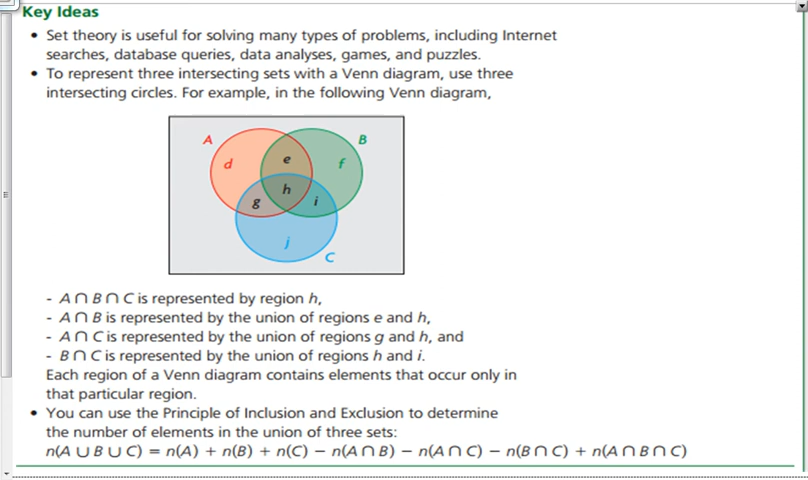 Key Ideas
• Set theory is useful for solving many types of problems, including Internet
searches, database queries, data analyses, games, and puzzles.
• To represent three intersecting sets with a Venn diagram, use three
intersecting circles. For example, in the following Venn diagram,
A
B
d
e
f
h
g
i
j
C
- A ∩ B ∩ C is represented by region h,
- A ∩ B is represented by the union of regions e and h,
- A ∩ C is represented by the union of regions g and h, and
- B ∩ C is represented by the union of regions h and i.
Each region of a Venn diagram contains elements that occur only in
that particular region.
• You can use the Principle of Inclusion and Exclusion to determine
the number of elements in the union of three sets:
n(A ∪ B ∪ C) = n(A) + n(B) + n(C) − n(A ∩ B) − n(A ∩ C) − n(B ∩ C) + n(A ∩ B ∩ C)